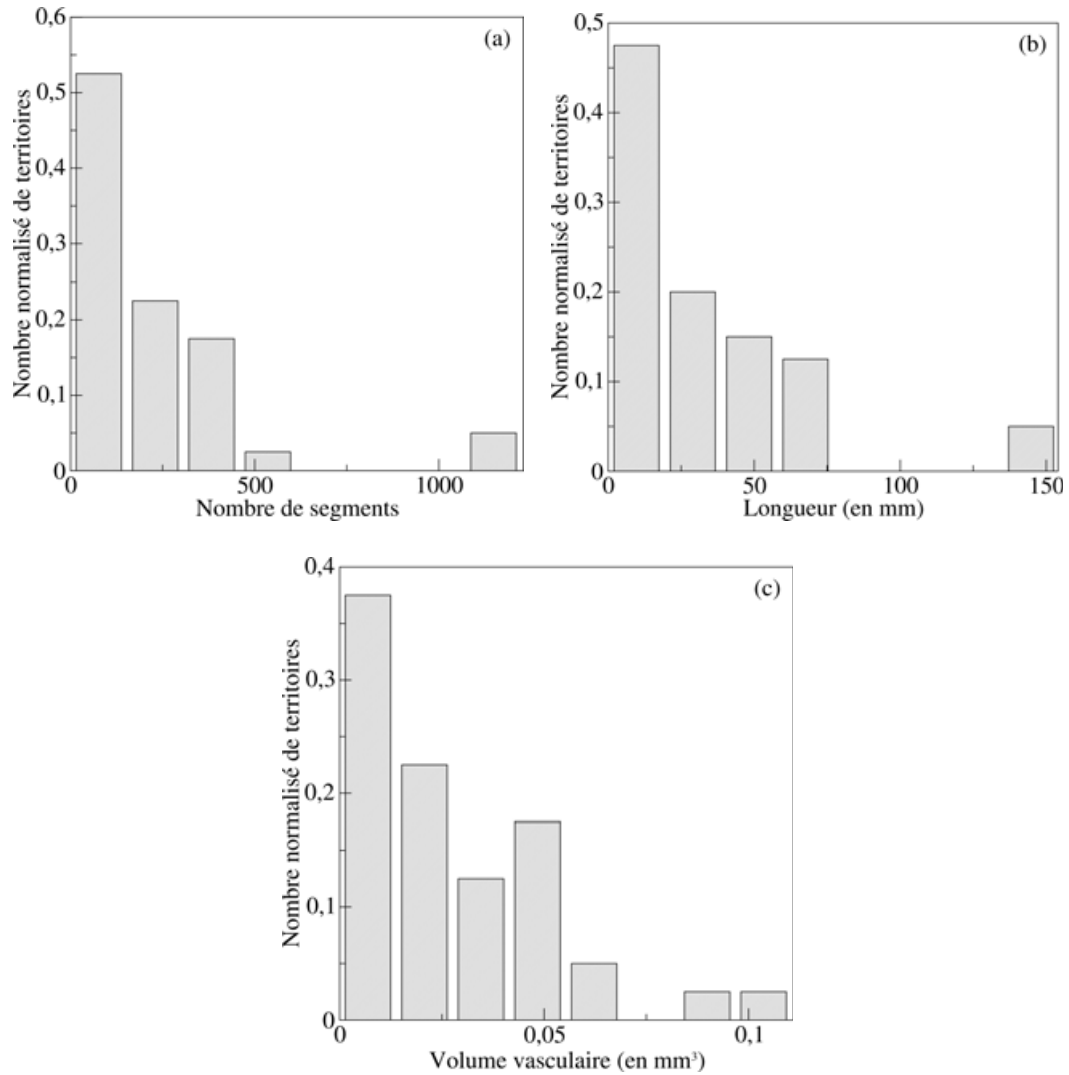 (a)
Nombre normalisé de territoires
0,6
0,5
0,4
0,3
0,2
0,1
0
0 500 1000
Nombre de segments
(b)
Nombre normalisé de territoires
0,5
0,4
0,3
0,2
0,1
0
0 50 100 150
Longueur (en mm)
(c)
Nombre normalisé de territoires
0,4
0,3
0,2
0,1
0
0 0,05 0,1
Volume vasculaire (en mm³)